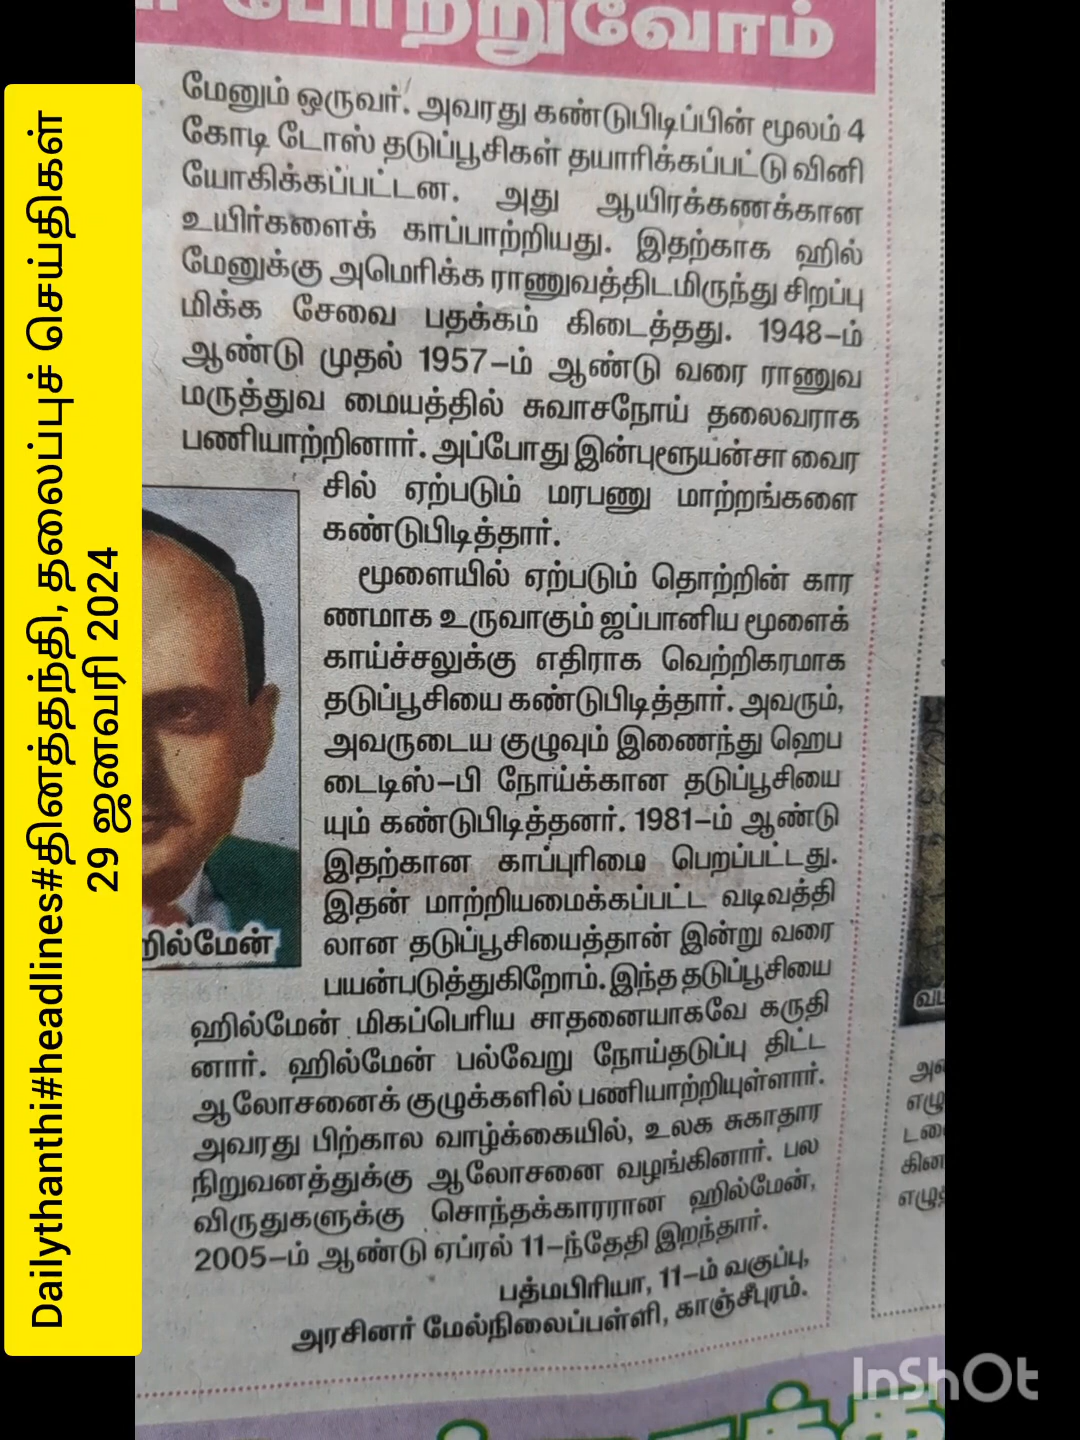 Dailythanthi#headlines#தினத்தந்தி,தலைப்புச் செய்திகள்
29 ஜனவரி 2024
போற்றுவோம்
மேனும் ஒருவர். அவரது கண்டுபிடிப்பின் மூலம் 4
கோடி டோஸ் தடுப்பூசிகள் தயாரிக்கப்பட்டு வினி
யோகிக்கப்பட்டன. அது ஆயிரக்கணக்கான
உயிர்களைக் காப்பாற்றியது. இதற்காக ஹில்
மேனுக்கு அமெரிக்க ராணுவத்திடமிருந்து சிறப்பு
மிக்க சேவை பதக்கம் கிடைத்தது. 1948-ம்
ஆண்டு முதல் 1957-ம் ஆண்டு வரை ராணுவ
மருத்துவ மையத்தில் சுவாசநோய் தலைவராக
பணியாற்றினார். அப்போது இன்புளூயன்சா வைர
சில் ஏற்படும் மரபணு மாற்றங்களை
கண்டுபிடித்தார்.
மூளையில் ஏற்படும் தொற்றின் கார
ணமாக உருவாகும் ஜப்பானிய மூளைக்
காய்ச்சலுக்கு எதிராக வெற்றிகரமாக
தடுப்பூசியை கண்டுபிடித்தார். அவரும்,
அவருடைய குழுவும் இணைந்து ஹெப
டைடிஸ்-பி நோய்க்கான தடுப்பூசியை
யும் கண்டுபிடித்தனர். 1981-ம் ஆண்டு
இதற்கான காப்புரிமை பெறப்பட்டது.
இதன் மாற்றியமைக்கப்பட்ட வடிவத்தி
லான தடுப்பூசியைத்தான் இன்று வரை
பயன்படுத்துகிறோம். இந்த தடுப்பூசியை
ஹில்மேன் மிகப்பெரிய சாதனையாகவே கருதி
னார். ஹில்மேன் பல்வேறு நோய்தடுப்பு திட்ட
ஆலோசனைக் குழுக்களில் பணியாற்றியுள்ளார்.
அவரது பிற்கால வாழ்க்கையில், உலக சுகாதார
நிறுவனத்துக்கு ஆலோசனை வழங்கினார். பல
விருதுகளுக்கு சொந்தக்காரரான ஹில்மேன்,
2005-ம் ஆண்டு ஏப்ரல் 11-ந்தேதி இறந்தார்.
பத்மபிரியா, 11-ம் வகுப்பு,
அரசினர் மேல்நிலைப்பள்ளி, காஞ்சீபுரம்.
ஹில்மேன்
InShOt